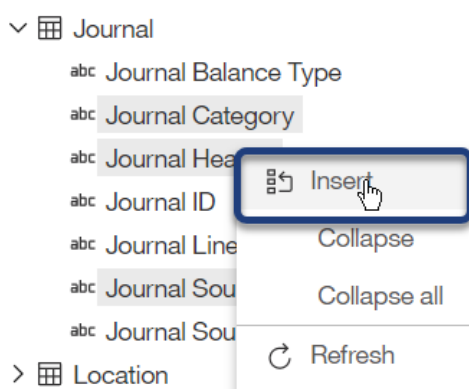 Journal
abc Journal Balance Type
abc Journal Category
abc Journal Hea
Insert
abc Journal ID
abc Journal Line
Collapse
abc Journal Sou
Collapse all
abc Journal Sou
Refresh
Location